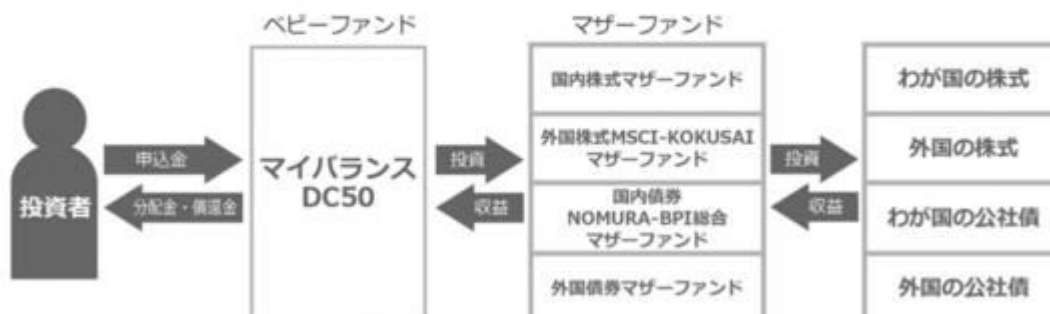 ベビーファンド
マザーファンド
投資者
申込金
分配金・償還金
マイバランス
DC50
投資
収益
国内株式マザーファンド
外国株式MSCI-KOKUSAI
マザーファンド
国内債券
NOMURA-BPI総合
マザーファンド
外国債券マザーファンド
投資
収益
わが国の株式
外国の株式
わが国の公社債
外国の公社債